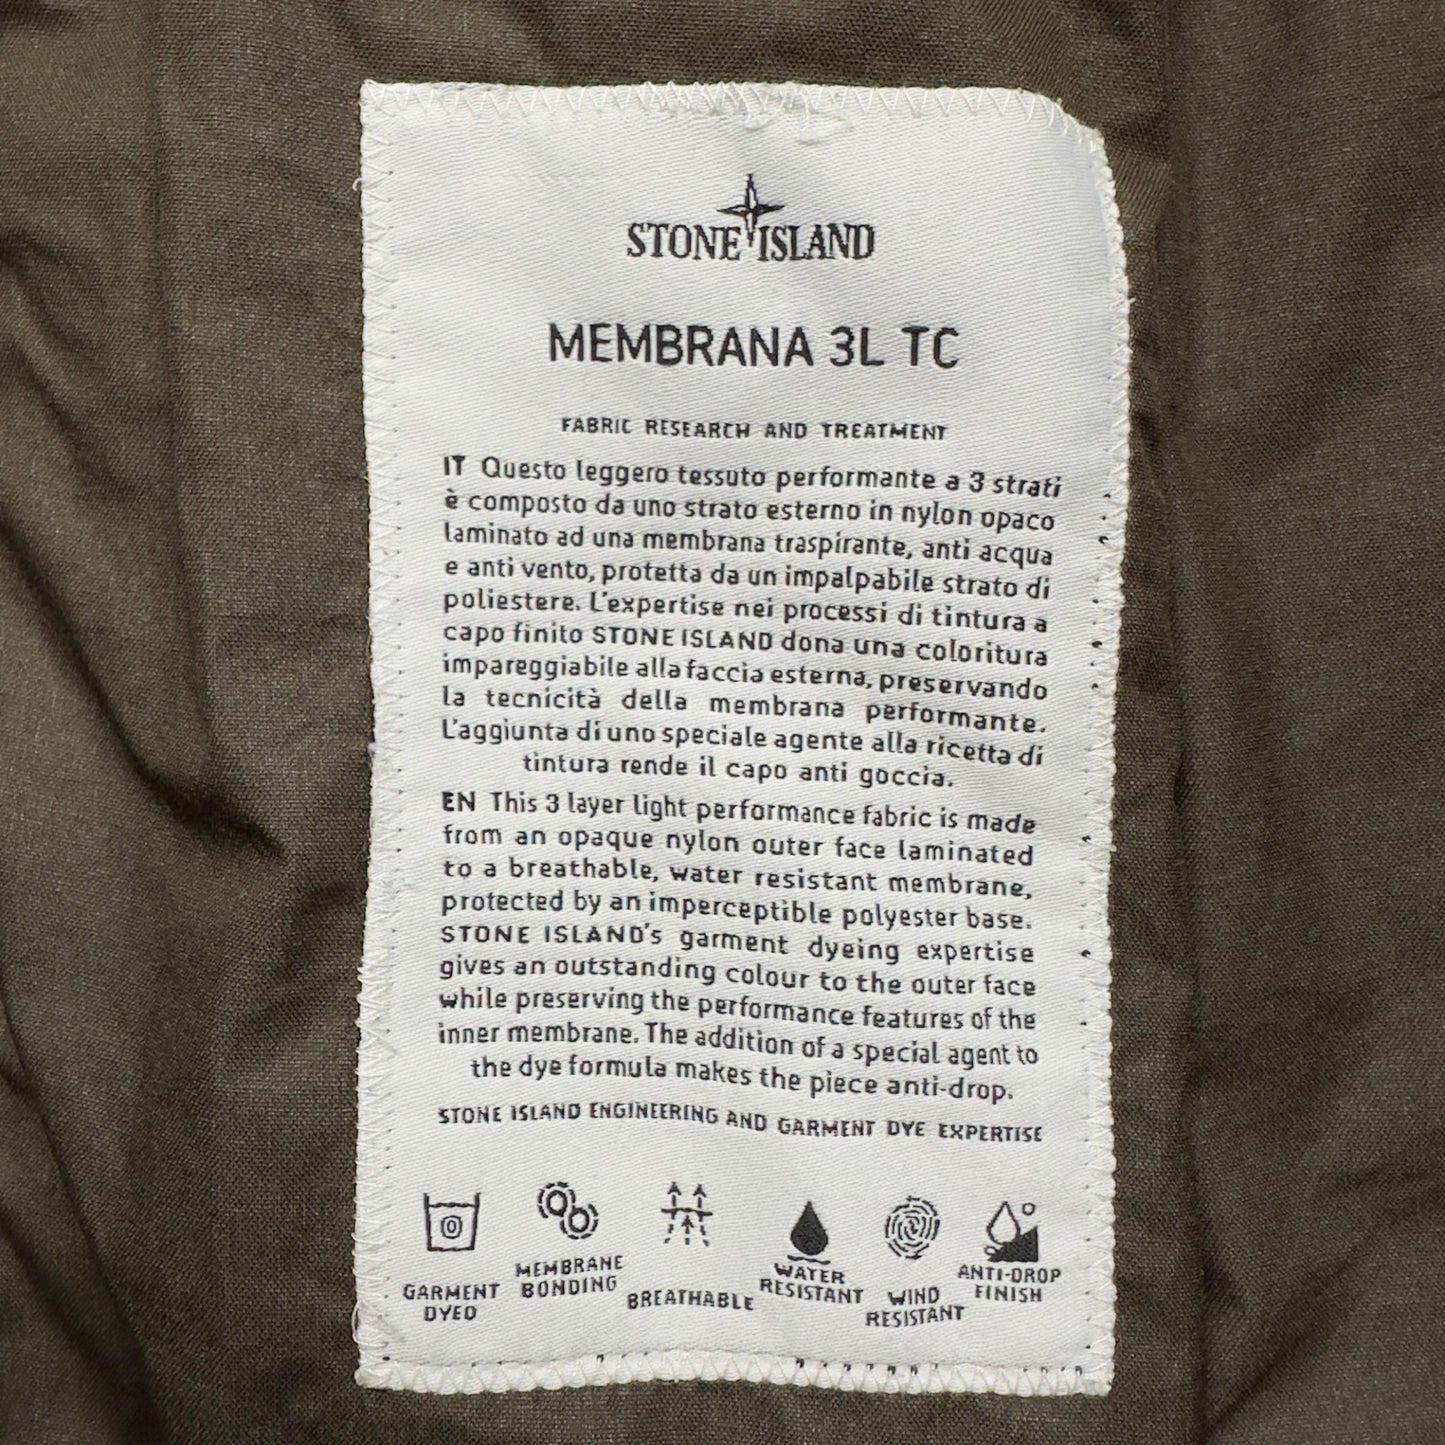 STONE ISLAND
MEMBRANA 3L TC
FABRIC RESEARCH AND TREATMENT
IT Questo leggero tessuto performante a 3 strati
è composto da uno strato esterno in nylon opaco
laminato ad una membrana traspirante, anti acqua
e anti vento, protetta da un impalpabile strato di
poliestere. L'expertise nei processi di tintura a
capo finito STONE ISLAND dona una coloritura
impareggiabile alla faccia esterna, preservando
la tecnicità della membrana performante.
L'aggiunta di uno speciale agente alla ricetta di
tintura rende il capo anti goccia.
EN This 3 layer light performance fabric is made
from an opaque nylon outer face laminated
to a breathable, water resistant membrane,
protected by an imperceptible polyester base.
STONE ISLAND's garment dyeing expertise
gives an outstanding colour to the outer face
while preserving the performance features of the
inner membrane. The addition of a special agent to
the dye formula makes the piece anti-drop.
STONE ISLAND ENGINEERING AND GARMENT DYE EXPERTISE
GARMENT
DYED
MEMBRANE
BONDING
BREATHABLE
WATER
RESISTANT
WIND
RESISTANT
ANTI-DROP
FINISH